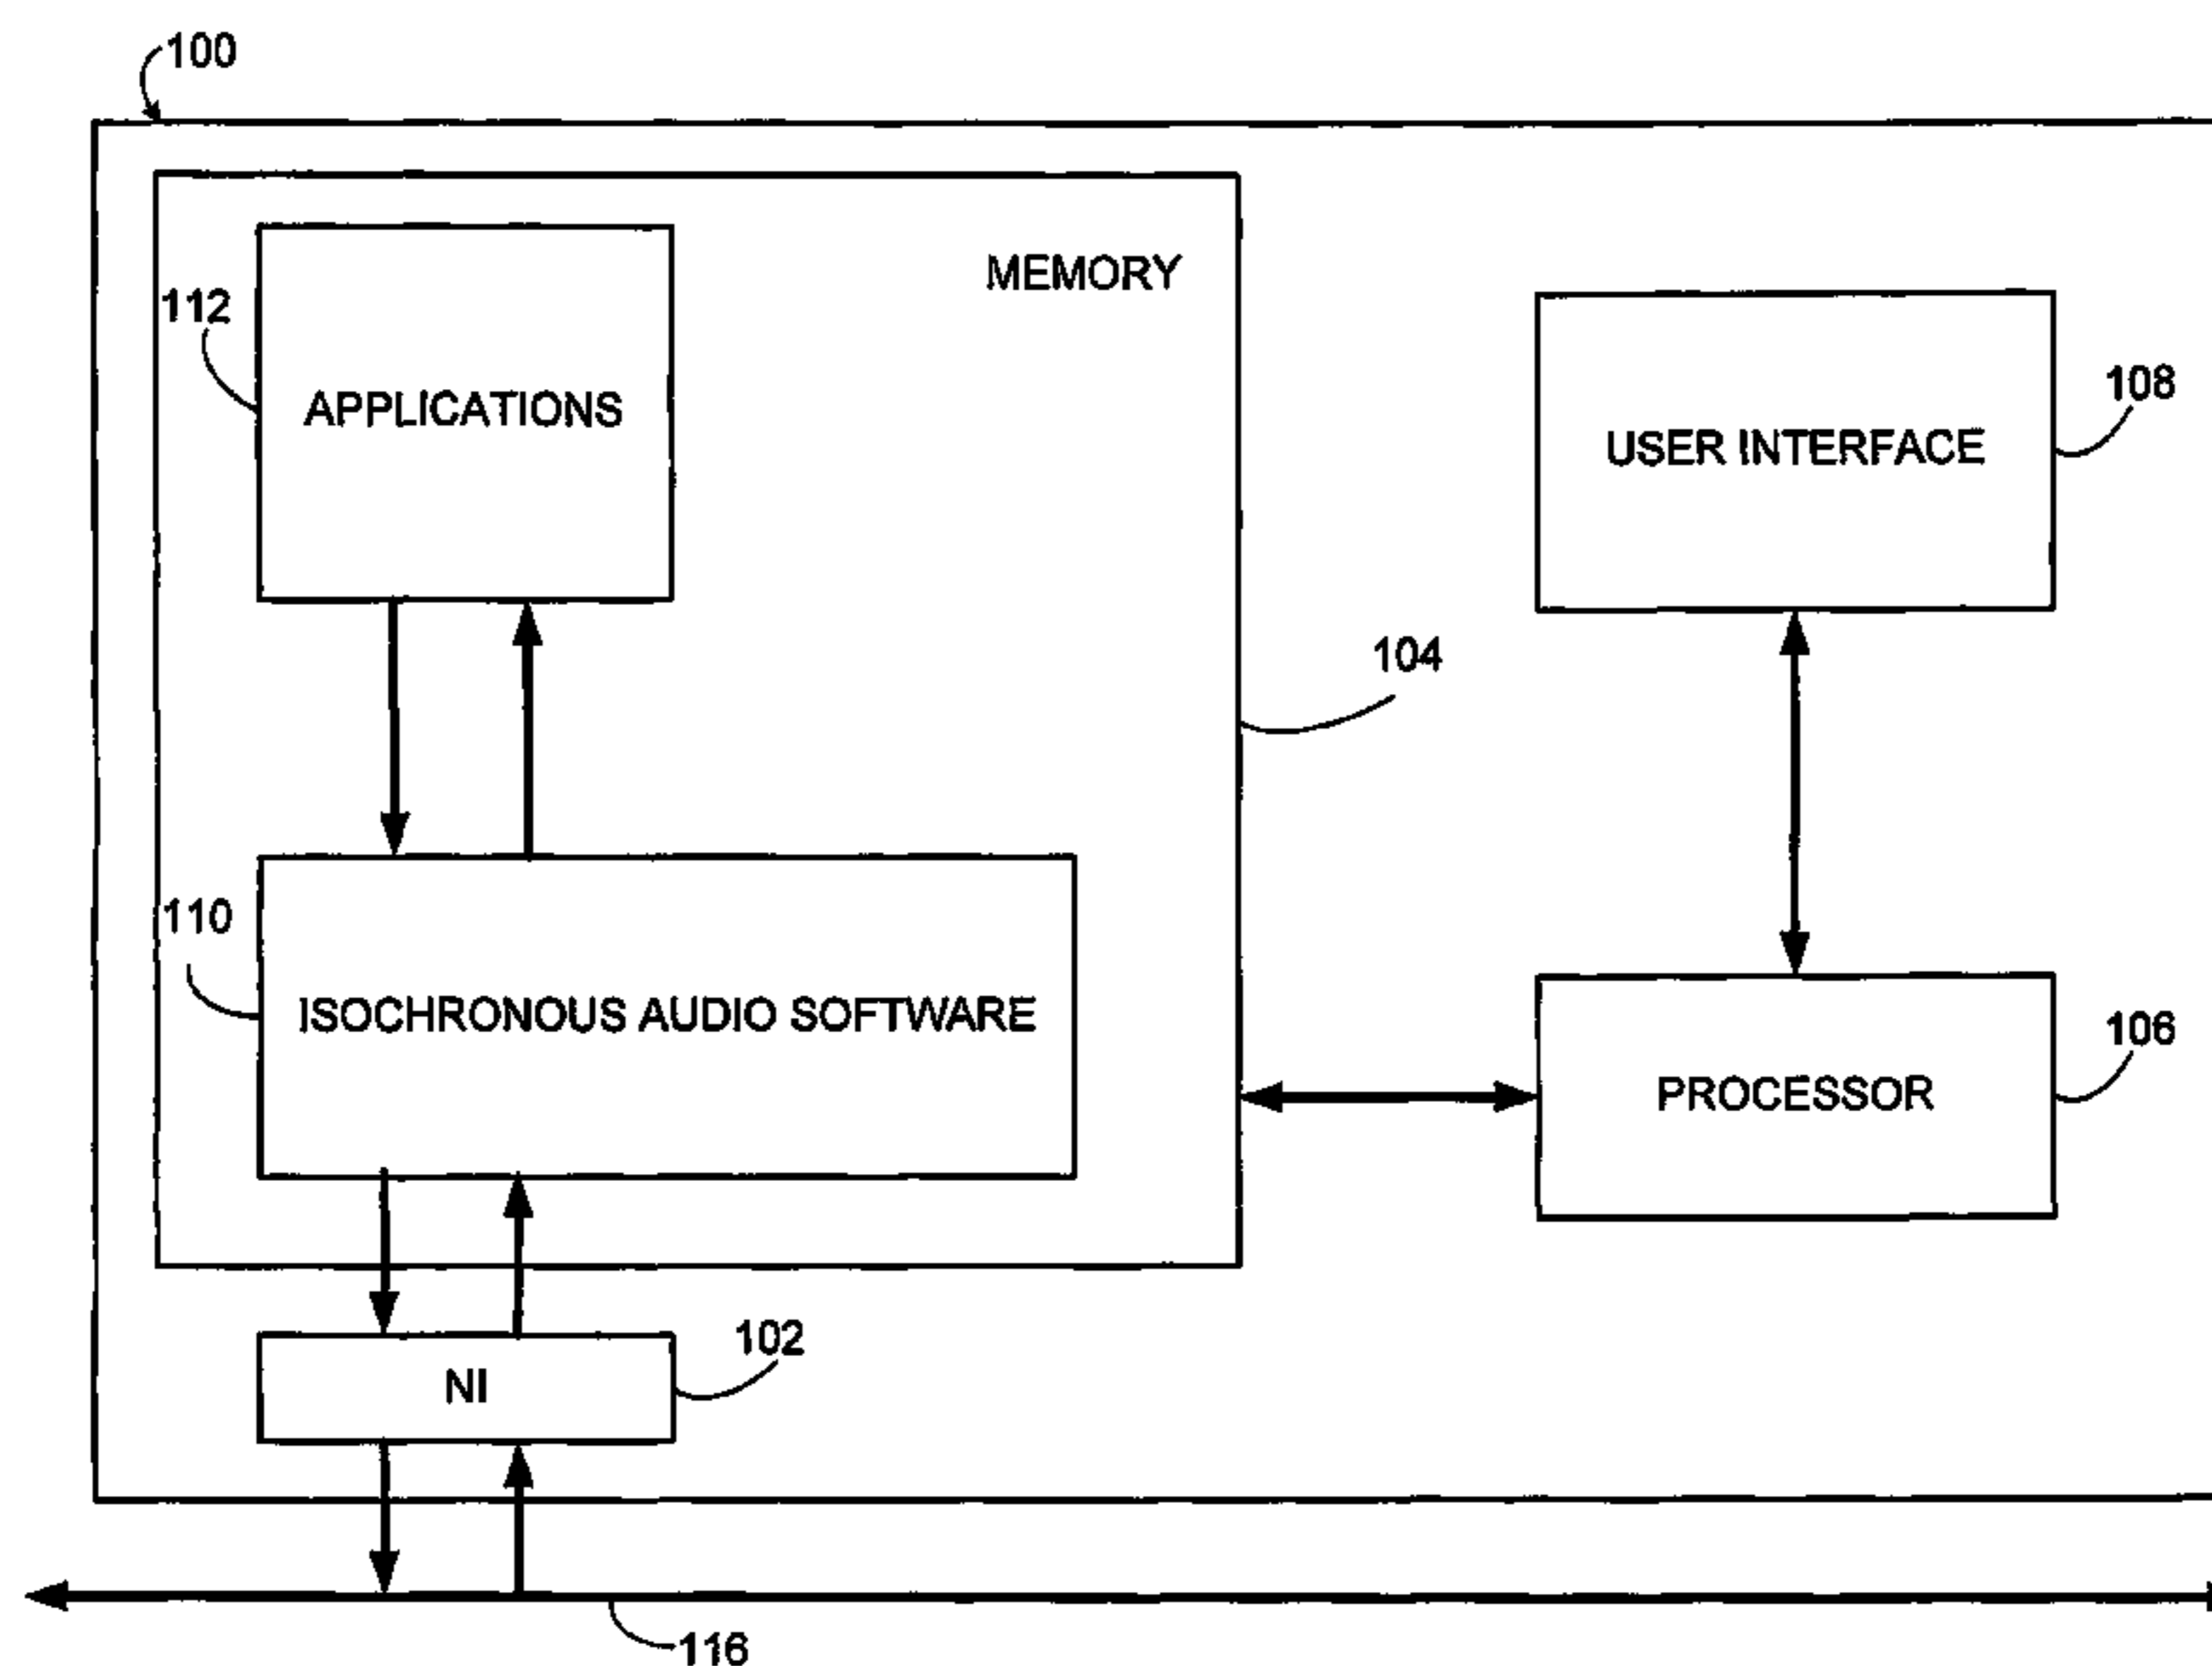 100
MEMORY
112
APPLICATIONS
108
USER INTERFACE
104
110
ISOCHRONOUS AUDIO SOFTWARE
106
PROCESSOR
102
NI
116